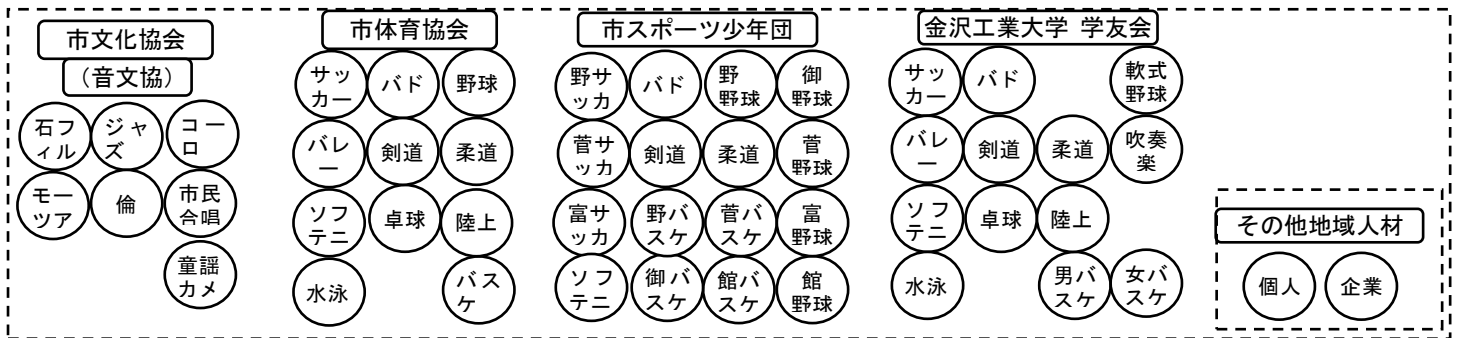 市文化協会
（音文協）
石フ
ィル
ジャ
ズ
コー
ロ
モー
ツア
倫
市民
合唱
童謡
カメ
市体育協会
サッ
カー
バド
野球
バレ
ー
剣道
柔道
ソフ
テニ
卓球
陸上
水泳
バス
ケ
市スポーツ少年団
野サ
ッカ
バド
野
野球
御
野球
菅サ
ッカ
剣道
柔道
菅
野球
富サ
ッカ
野バ
スケ
菅バ
スケ
富
野球
ソフ
テニ
御バ
スケ
館バ
スケ
館
野球
金沢工業大学 学友会
サッ
カー
バド
軟式
野球
バレ
ー
剣道
柔道
吹奏
楽
ソフ
テニ
卓球
陸上
水泳
男バ
スケ
女バ
スケ
その他地域人材
個人
企業